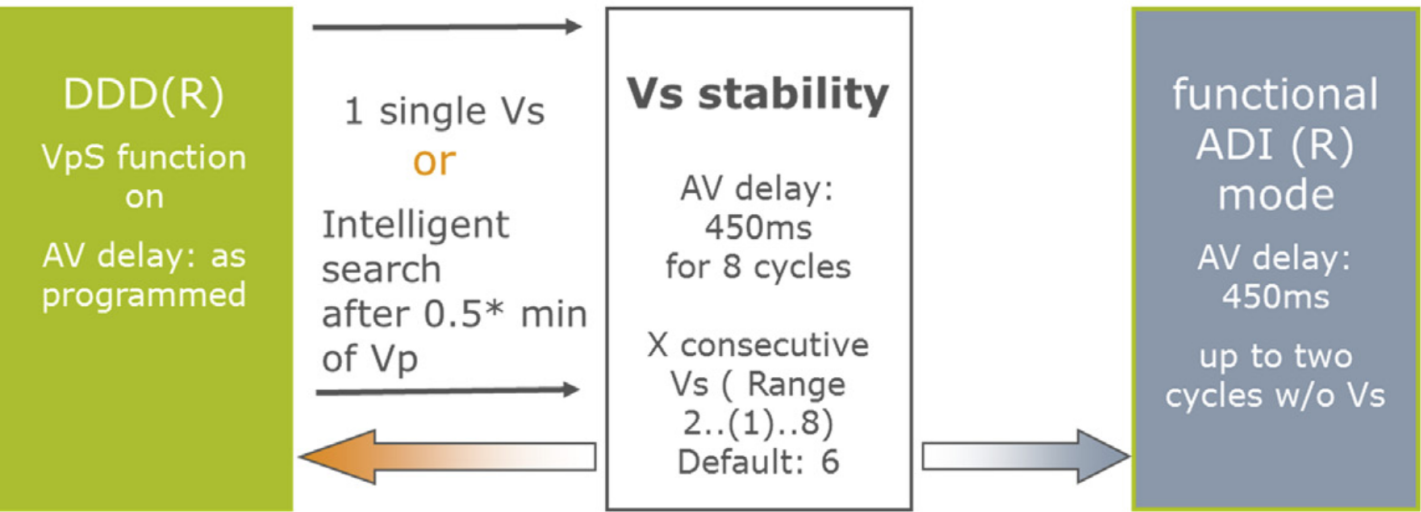 DDD(R)
VpS function
on
AV delay: as
programmed
1 single Vs
or
Intelligent
search
after 0.5* min
of Vp
Vs stability
AV delay:
450ms
for 8 cycles
X consecutive
Vs ( Range
2..(1)..8)
Default: 6
functional
ADI (R)
mode
AV delay:
450ms
up to two
cycles w/o Vs